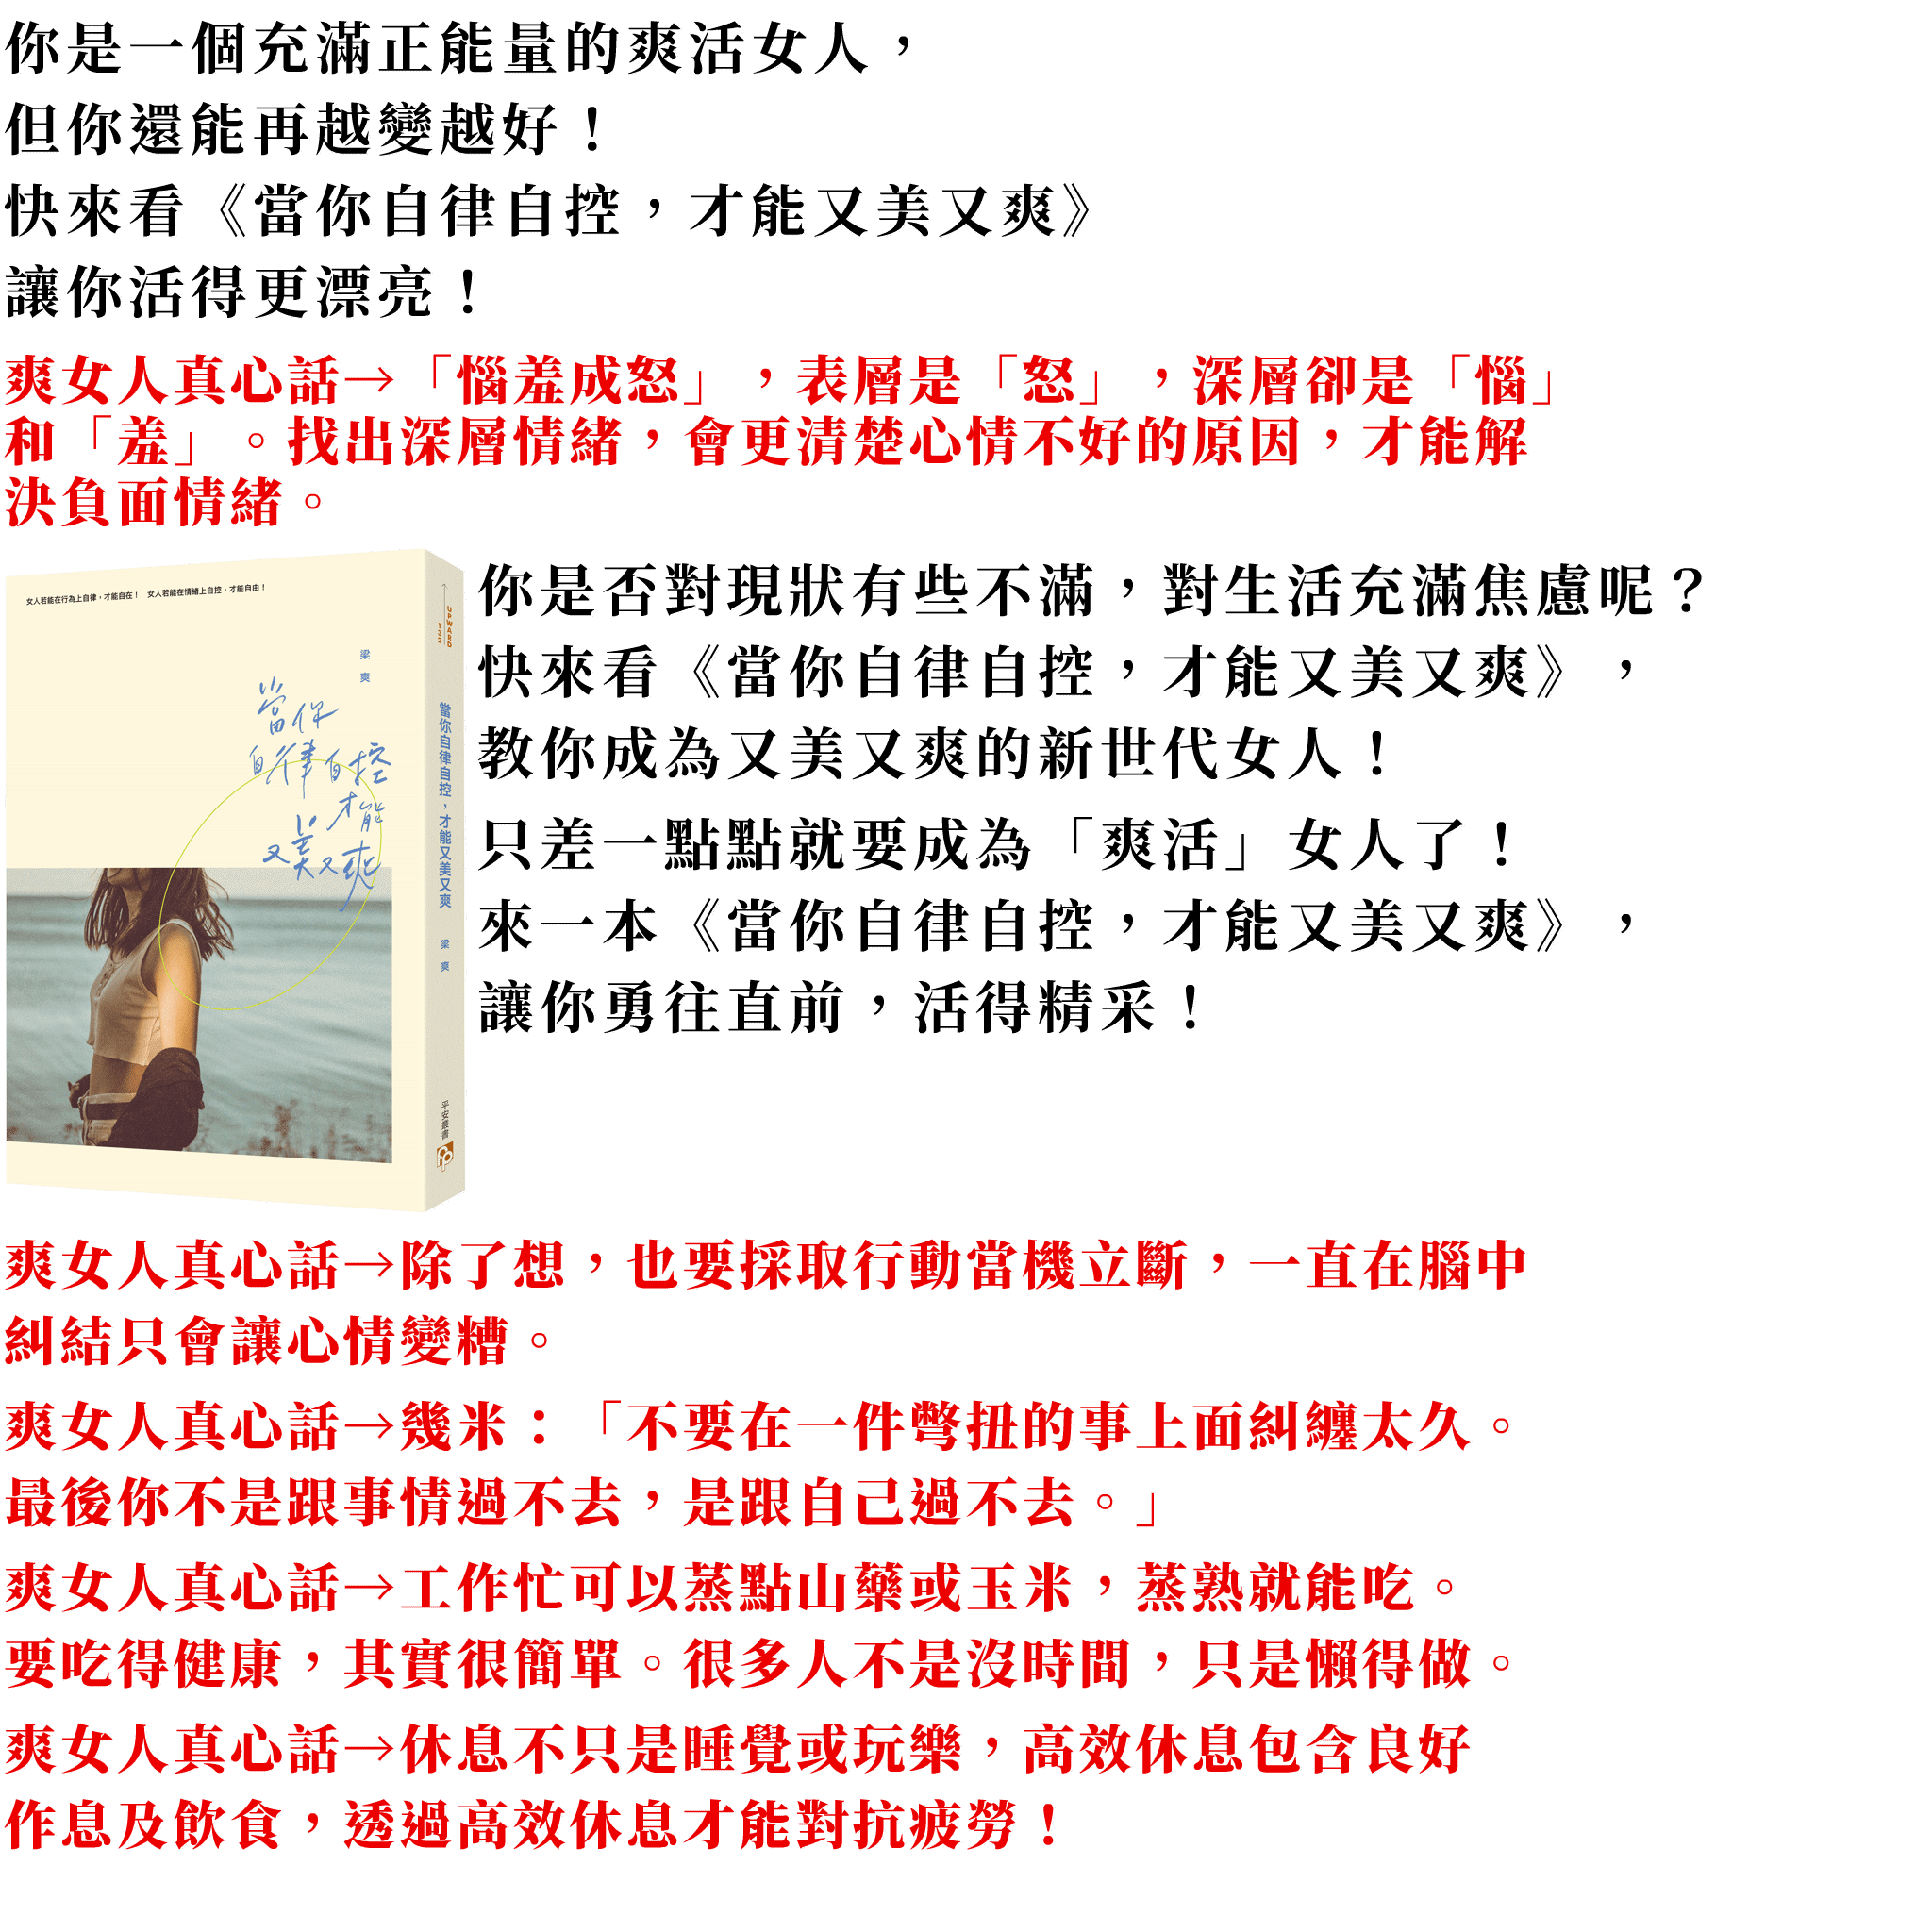 你是一個充滿正能量的爽活女人，
但你還能再越變越好！
快來看《當你自律自控，才能又美又爽》
讓你活得更漂亮！
爽女人真心話→「惱羞成怒」，表層是「怒」，深層卻是「惱」
和「羞」。找出深層情緒，會更清楚心情不好的原因，才能解
決負面情緒。
女人若能在行為上自律，才能自在！ 女人若能在情緒上自控，才能自由！
梁爽
當你
自律自控
才能
又美又爽
UPWARD
132
當你自律自控，才能又美又爽
梁爽
平安叢書
你是否對現狀有些不滿，對生活充滿焦慮呢？
快來看《當你自律自控，才能又美又爽》，
教你成為又美又爽的新世代女人！
只差一點點就要成為「爽活」女人了！
來一本《當你自律自控，才能又美又爽》，
讓你勇往直前，活得精采！
爽女人真心話→除了想，也要採取行動當機立斷，一直在腦中
糾結只會讓心情變糟。
爽女人真心話→幾米：「不要在一件彆扭的事上面糾纏太久。
最後你不是跟事情過不去，是跟自己過不去。」
爽女人真心話→工作忙可以蒸點山藥或玉米，蒸熟就能吃。
要吃得健康，其實很簡單。很多人不是沒時間，只是懶得做。
爽女人真心話→休息不只是睡覺或玩樂，高效休息包含良好
作息及飲食，透過高效休息才能對抗疲勞！